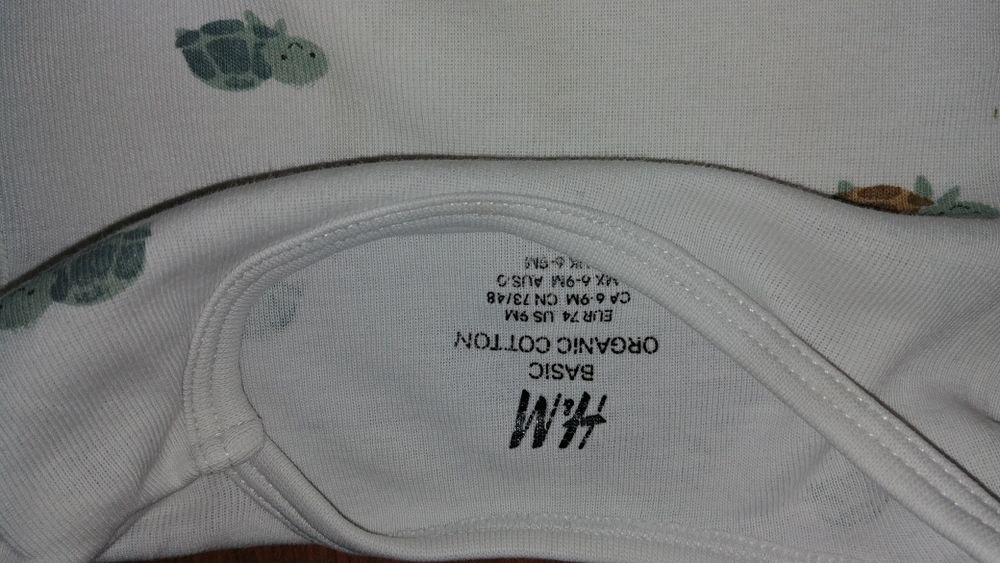 H&M
BASIC
ORGANIC COTTON
EUR 74 US 9M
CA 6-9M CN 73/48
MX 6-9M AUS 0
UK 6-9M